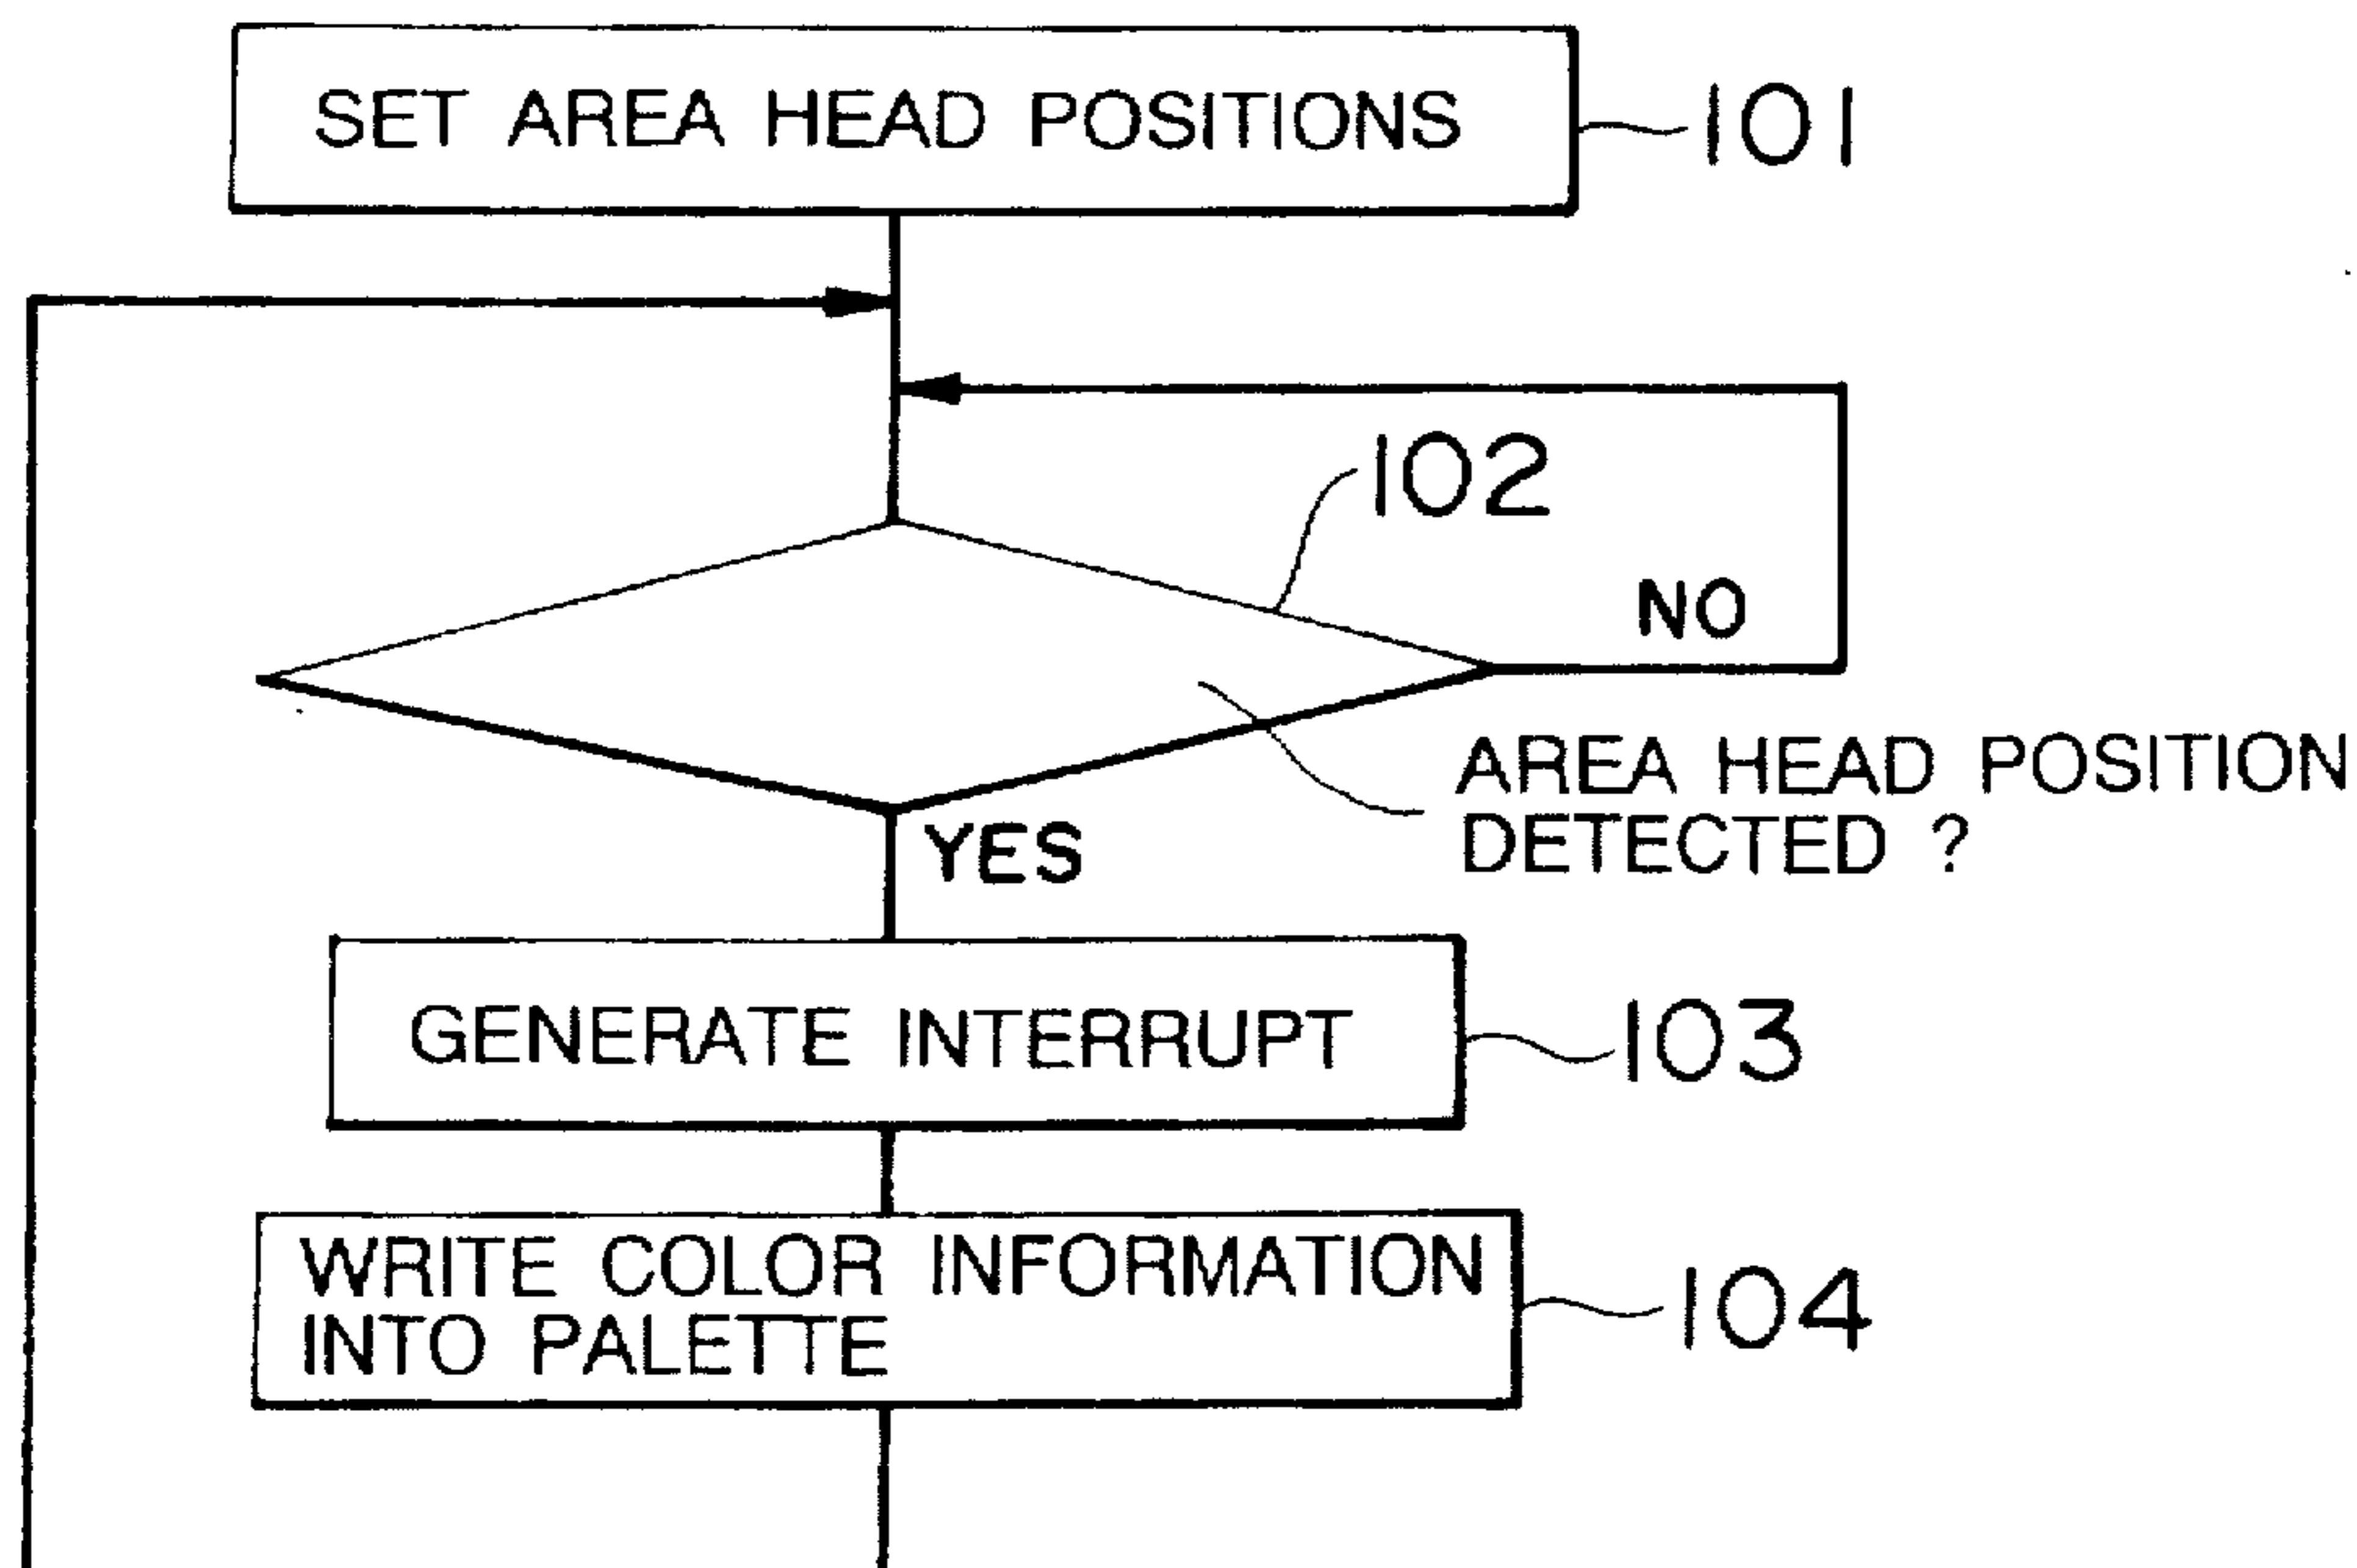 SET AREA HEAD POSITIONS
101
102
NO
AREA HEAD POSITION
DETECTED ?
YES
GENERATE INTERRUPT
103
WRITE COLOR INFORMATION
INTO PALETTE
104